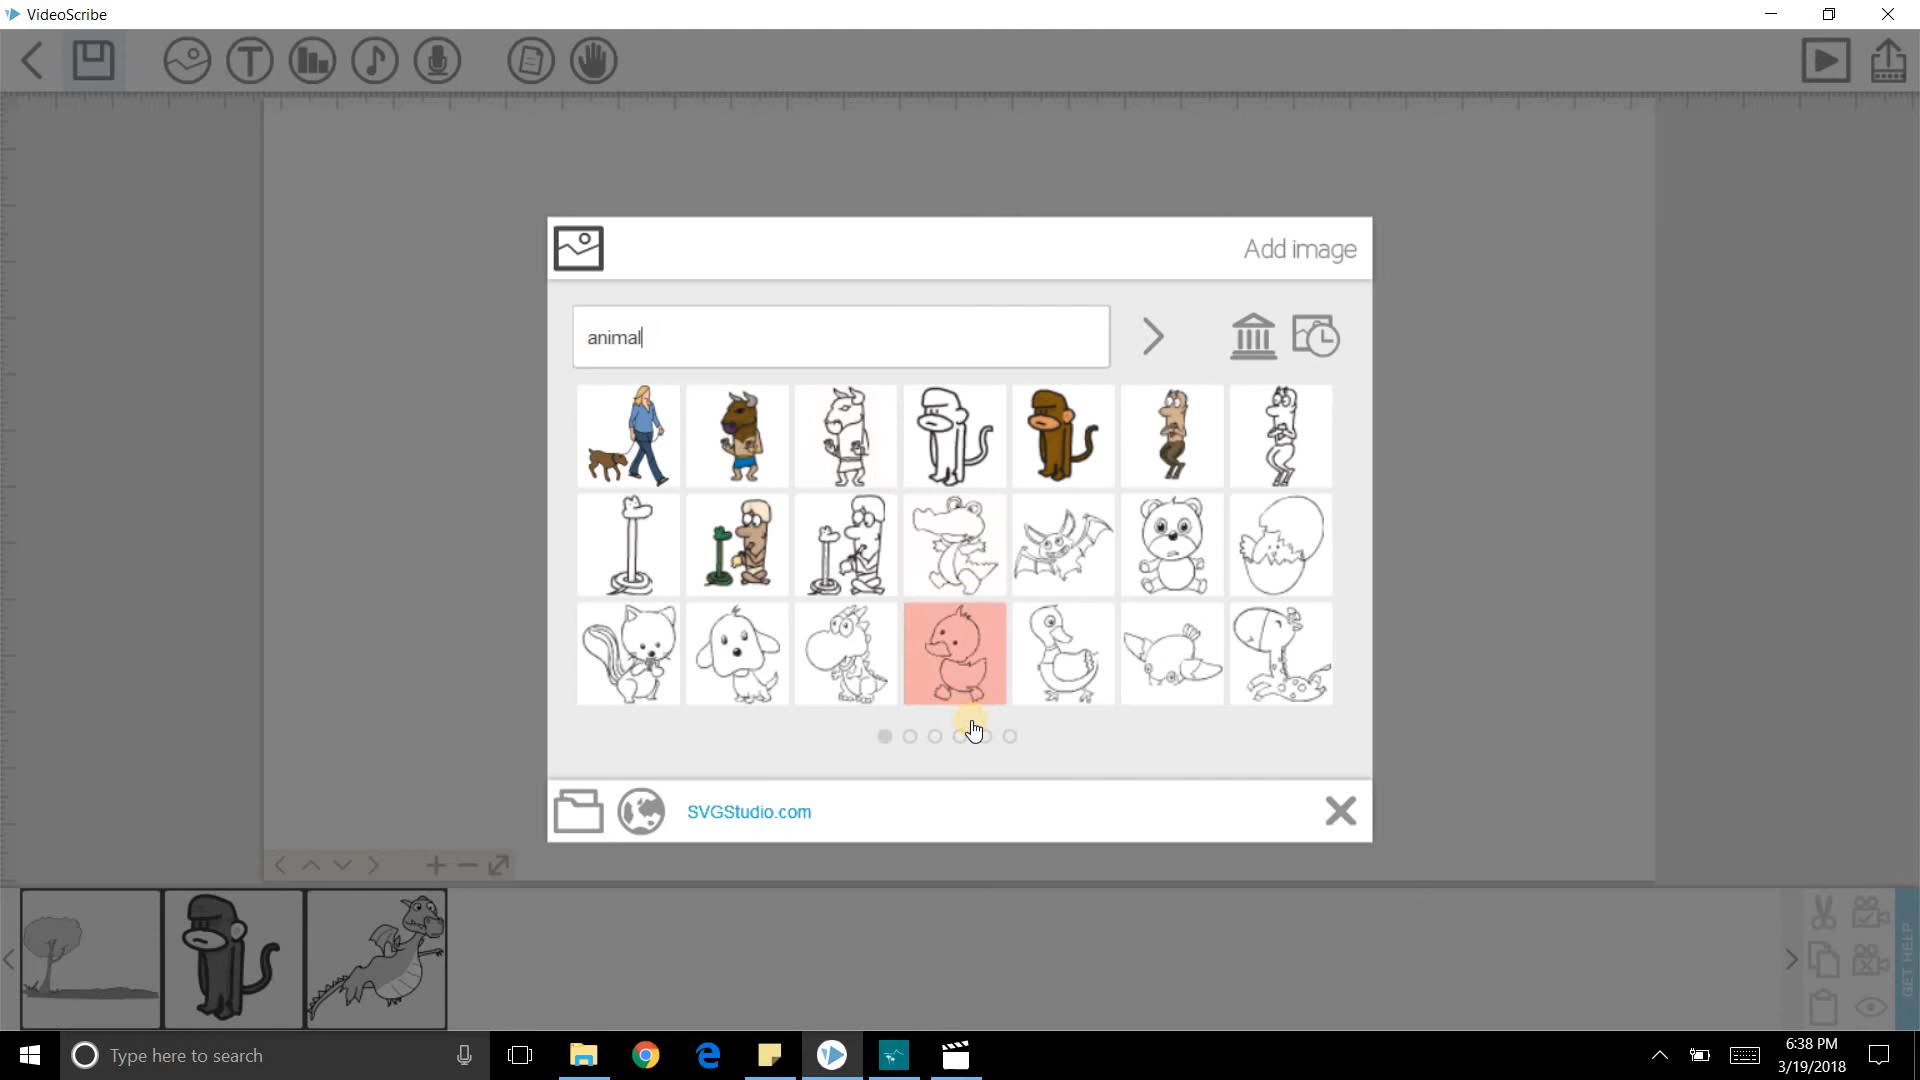 VideoScribe
Add image
animal
SVGStudio.com
GET HELP
Type here to search
6:38 PM
3/19/2018